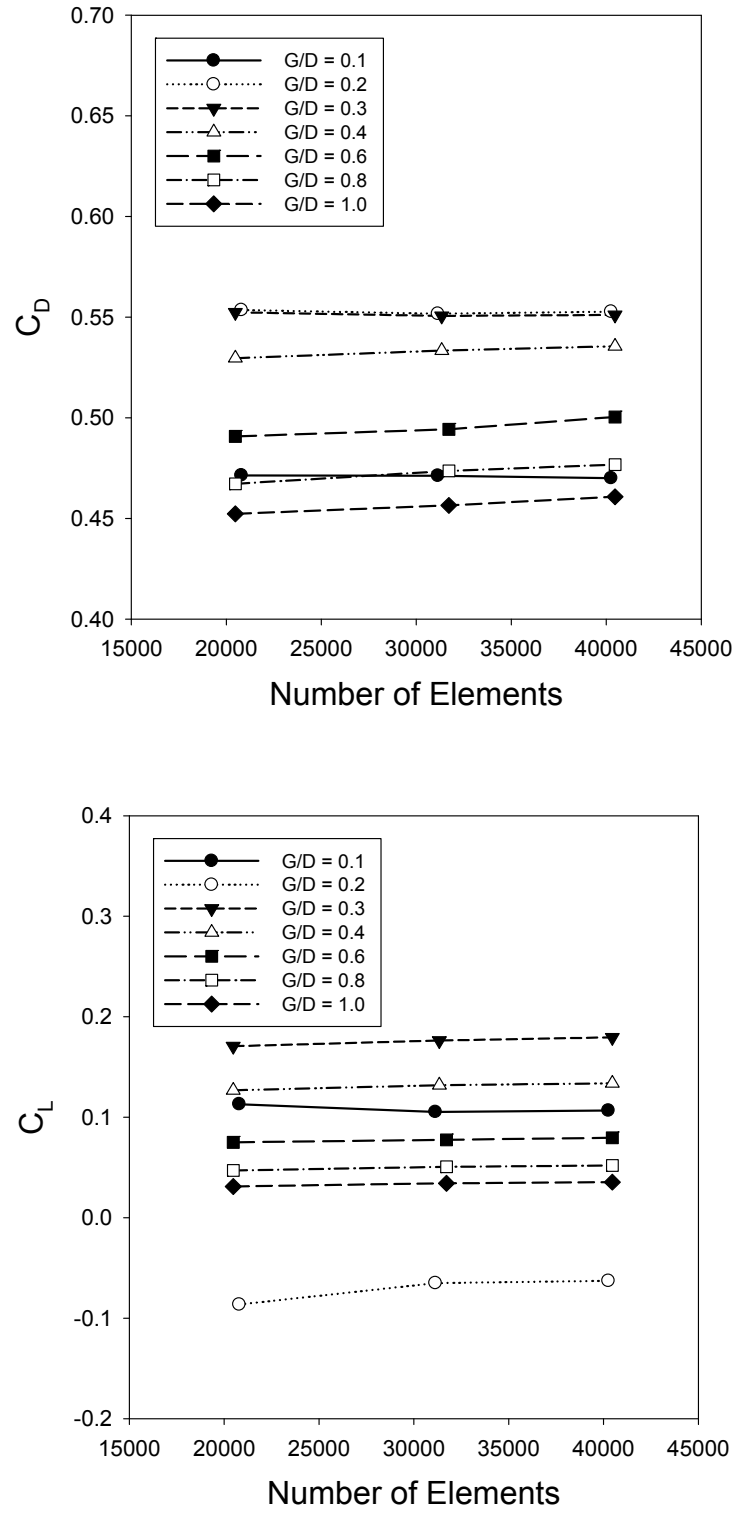 0.70
G/D = 0.1
G/D = 0.2
G/D = 0.3
G/D = 0.4
G/D = 0.6
G/D = 0.8
G/D = 1.0
0.65
0.60
0.55
0.50
0.45
0.40
C_D
15000 20000 25000 30000 35000 40000 45000
Number of Elements
0.4
G/D = 0.1
G/D = 0.2
G/D = 0.3
G/D = 0.4
G/D = 0.6
G/D = 0.8
G/D = 1.0
0.3
0.2
0.1
0.0
-0.1
-0.2
C_L
15000 20000 25000 30000 35000 40000 45000
Number of Elements